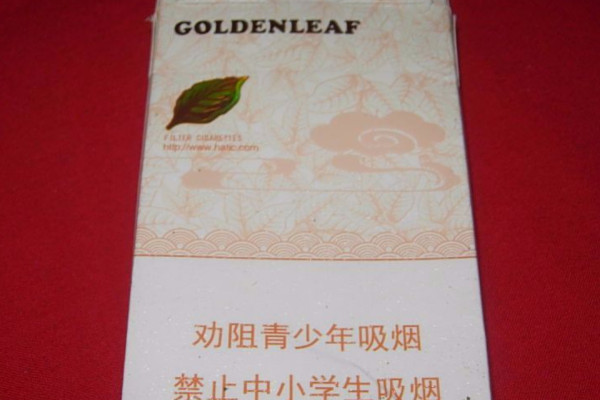 GOLDENLEAF
FILTER CIGARETTES
http://www.hatic.com
劝阻青少年吸烟
禁止中小学生吸烟